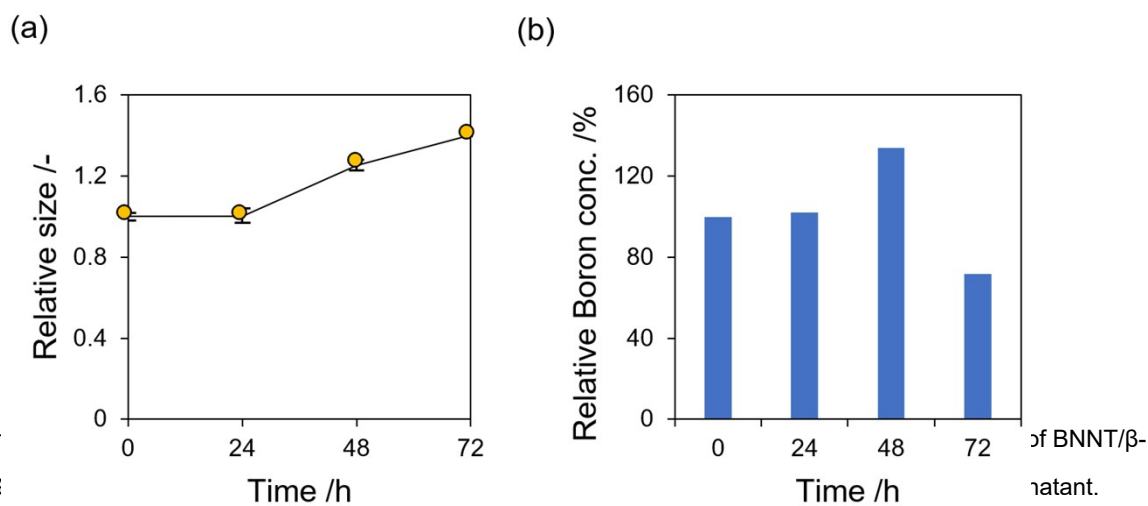 (a)
(b)
Relative size /-
1.6
1.2
0.8
0.4
0
0 24 48 72
Time /h
Relative Boron conc. /%
160
120
80
40
0
0 24 48 72
Time /h
of BNNT/β-